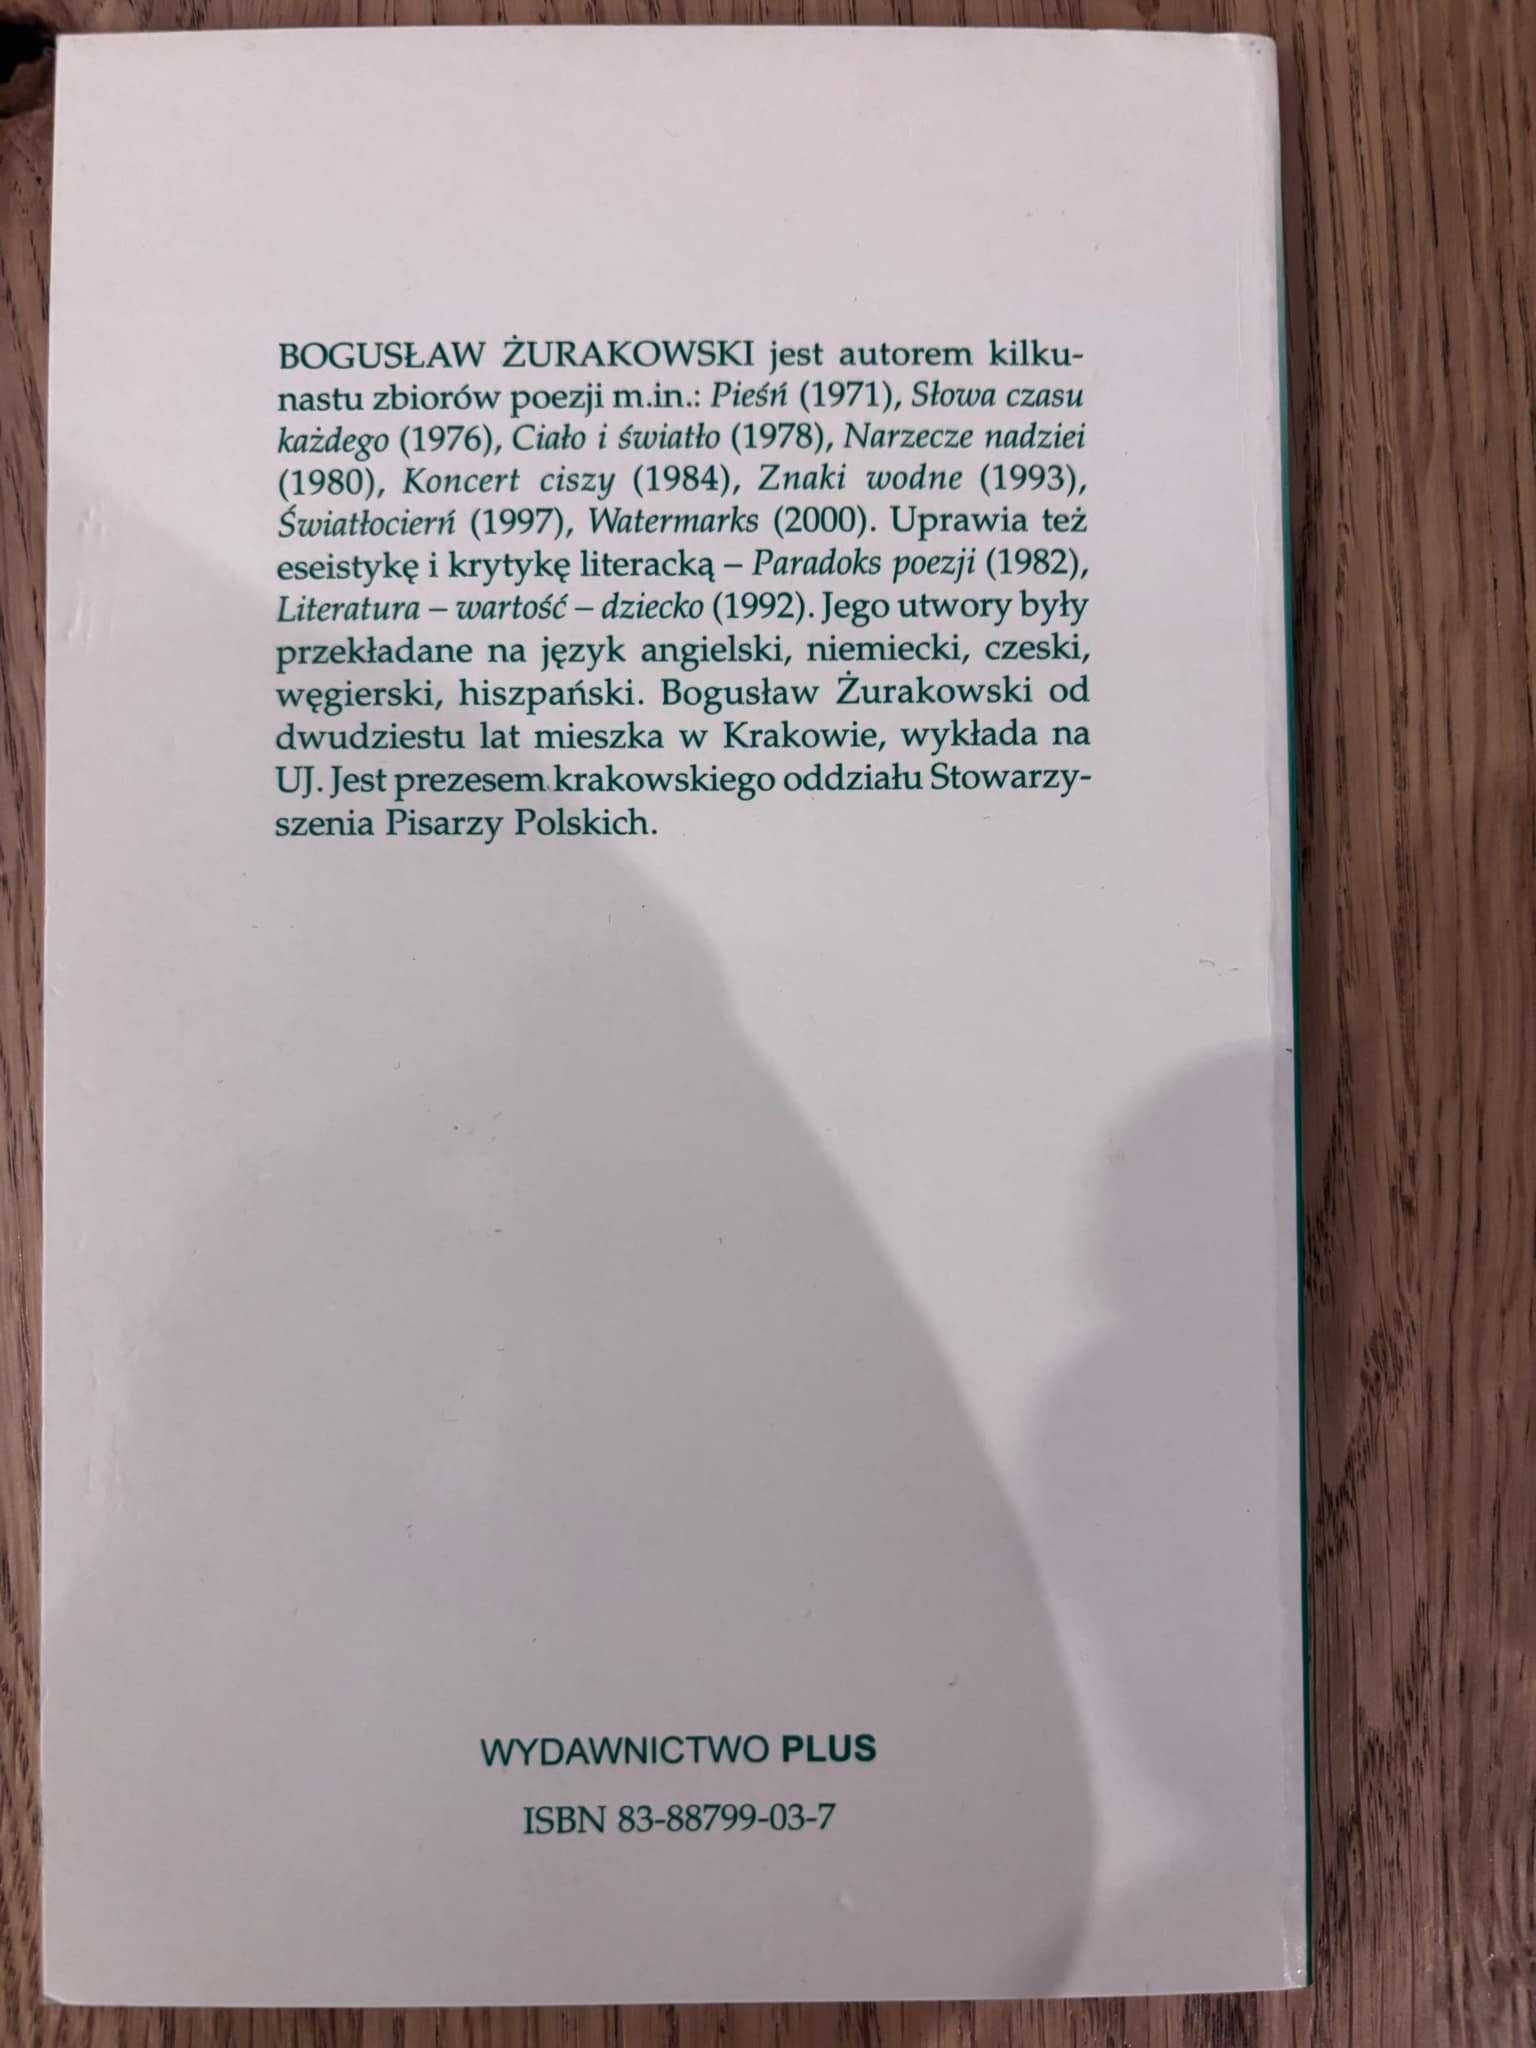 BOGUSŁAW ŻURAKOWSKI jest autorem kilku-
nastu zbiorów poezji m.in.: Pieśń (1971), Słowa czasu
każdego (1976), Ciało i światło (1978), Narzecze nadziei
(1980), Koncert ciszy (1984), Znaki wodne (1993),
Światłocierń (1997), Watermarks (2000). Uprawia też
eseistykę i krytykę literacką – Paradoks poezji (1982),
Literatura – wartość – dziecko (1992). Jego utwory były
przekładane na język angielski, niemiecki, czeski,
węgierski, hiszpański. Bogusław Żurakowski od
dwudziestu lat mieszka w Krakowie, wykłada na
UJ. Jest prezesem krakowskiego oddziału Stowarzy-
szenia Pisarzy Polskich.
WYDAWNICTWO PLUS
ISBN 83-88799-03-7